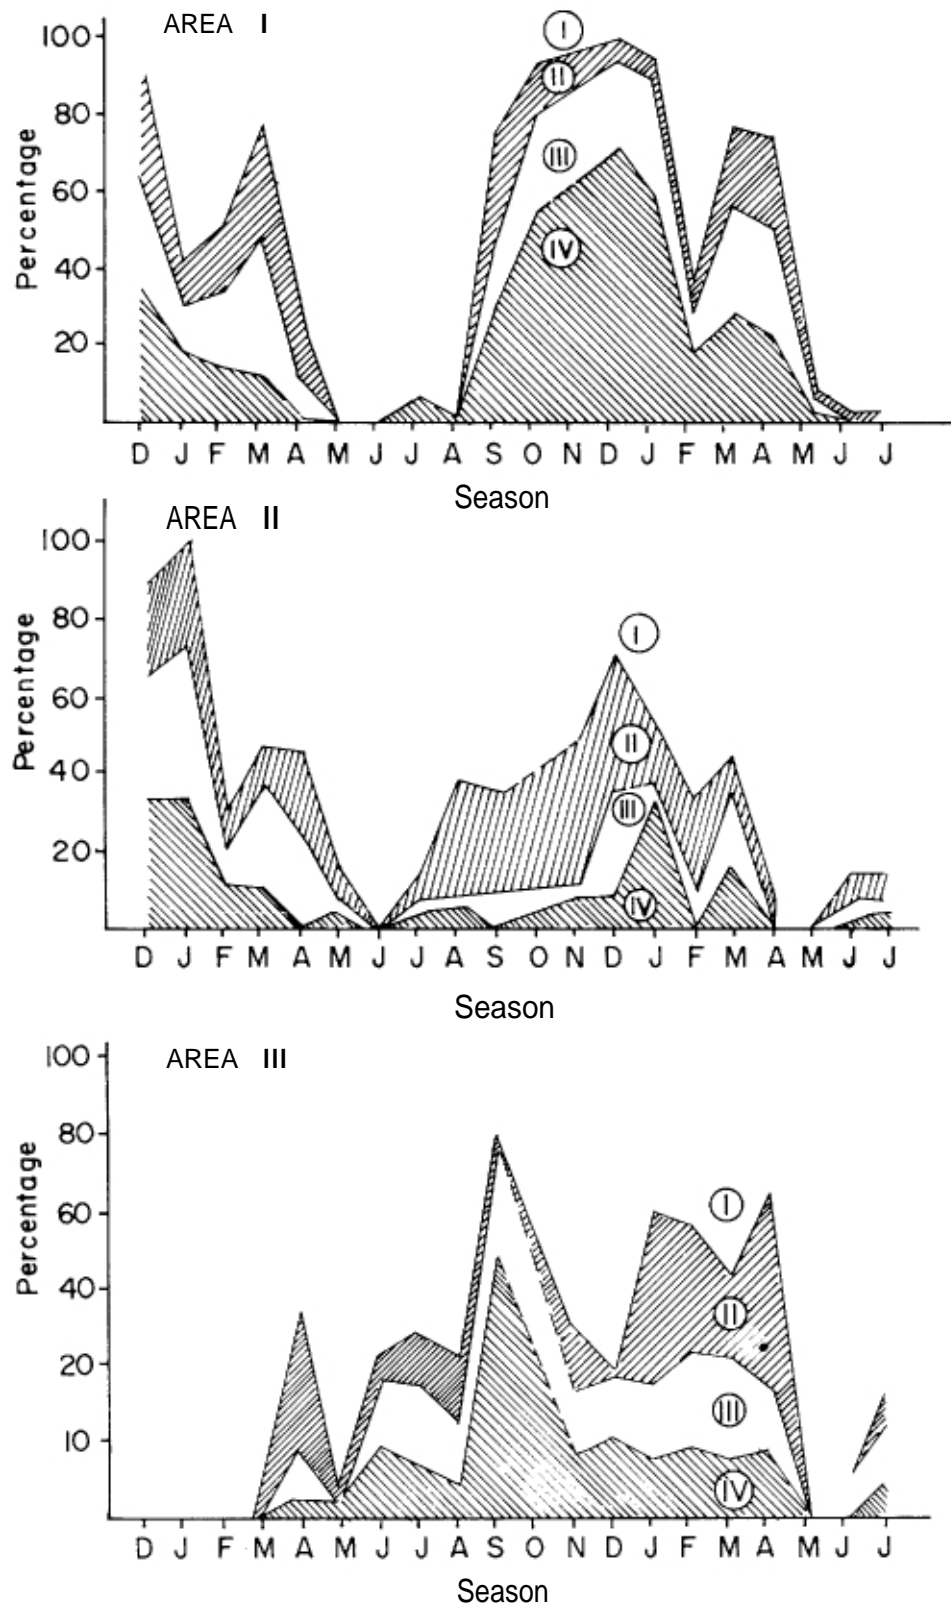 AREA I
100
80
60
40
20
Percentage
I
II
III
IV
D J F M A M J J A S O N D J F M A M J J
Season
AREA II
100
80
60
40
20
Percentage
I
II
III
IV
D J F M A M J J A S O N D J F M A M J J
Season
AREA III
100
80
60
40
20
10
Percentage
I
II
III
IV
D J F M A M J J A S O N D J F M A M J J
Season